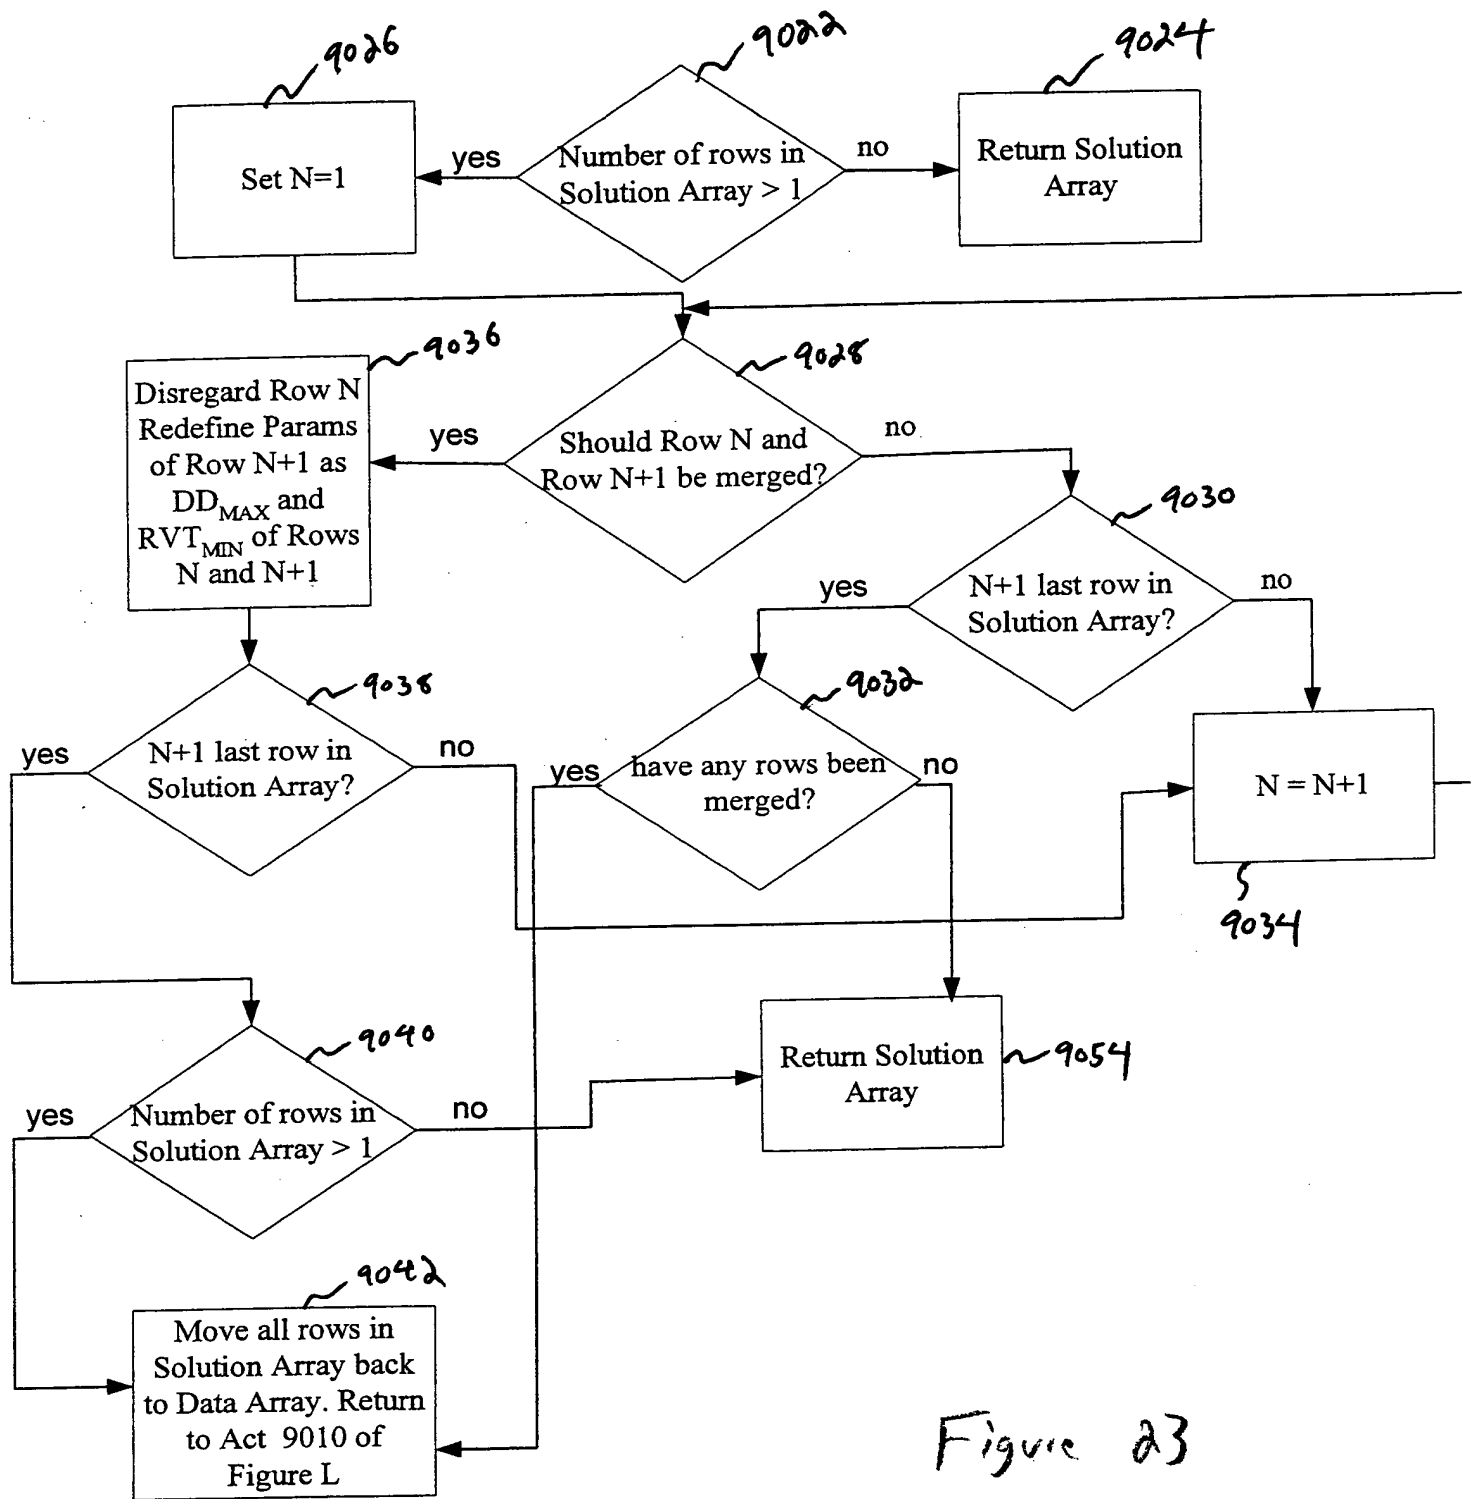 9026
9022
9024
Set N=1
yes
Number of rows in
Solution Array > 1
no
Return Solution
Array
9036
Disregard Row N
Redefine Params
of Row N+1 as
DDMAX and
RVTMIN of Rows
N and N+1
yes
9028
Should Row N and
Row N+1 be merged?
no
9030
yes
N+1 last row in
Solution Array?
no
9038
yes
N+1 last row in
Solution Array?
no
9032
yes
have any rows been
merged?
no
N = N+1
9034
9040
yes
Number of rows in
Solution Array > 1
no
Return Solution
Array
9054
9042
Move all rows in
Solution Array back
to Data Array. Return
to Act 9010 of
Figure L
Figure 23